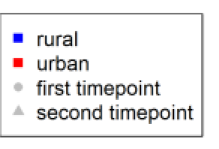 rural
urban
first timepoint
second timepoint